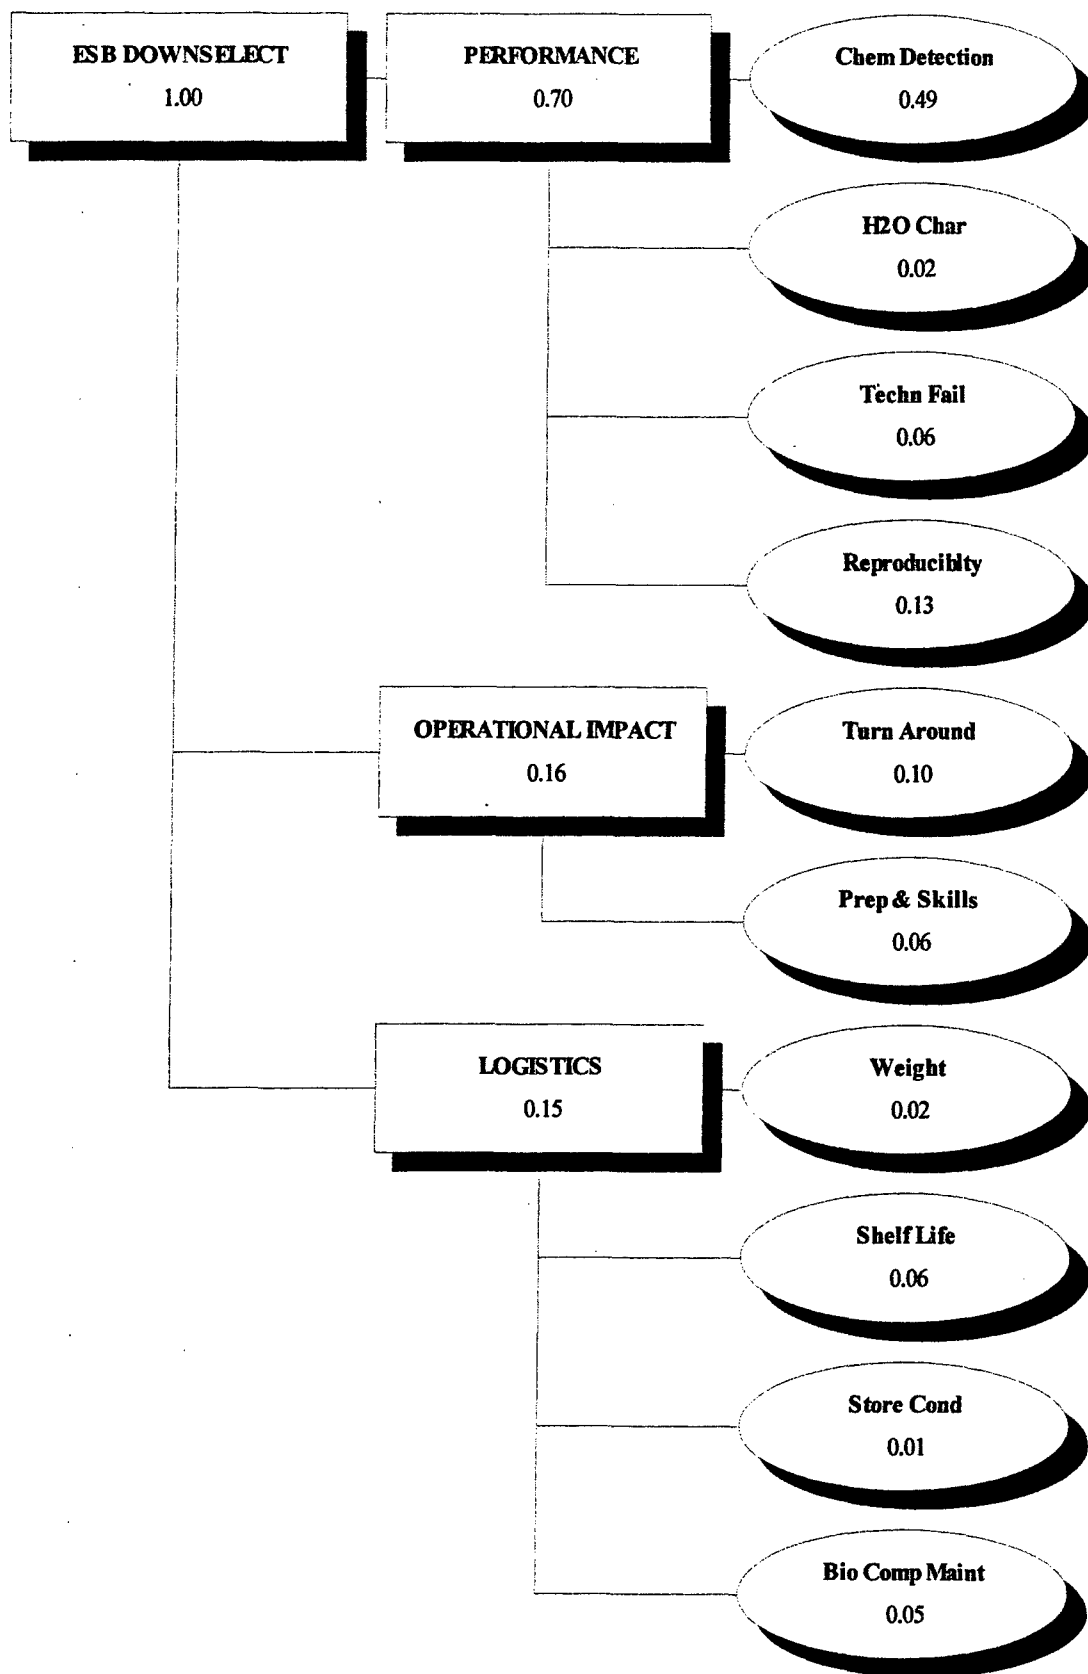 ESB DOWNSELECT
1.00
PERFORMANCE
0.70
Chem Detection
0.49
H2O Char
0.02
Techn Fail
0.06
Reproduciblty
0.13
OPERATIONAL IMPACT
0.16
Turn Around
0.10
Prep & Skills
0.06
LOGISTICS
0.15
Weight
0.02
Shelf Life
0.06
Store Cond
0.01
Bio Comp Maint
0.05